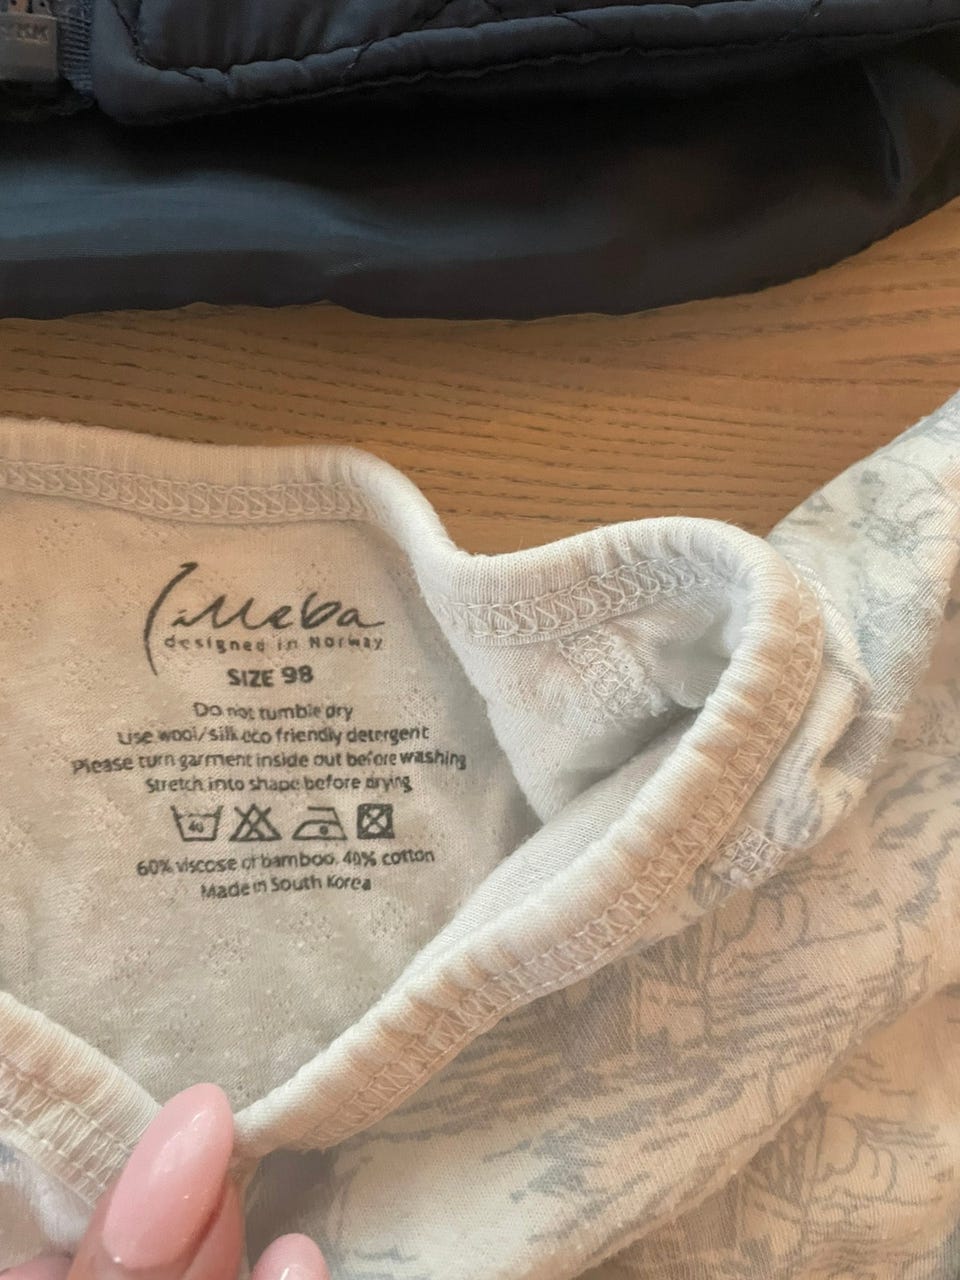 YKK
Lilleba
designed in Norway
SIZE 98
Do not tumble dry
Use wool/silk eco friendly detergent
Please turn garment inside out before washing
Stretch into shape before drying
40
60% viscose of bamboo, 40% cotton
Made in South Korea